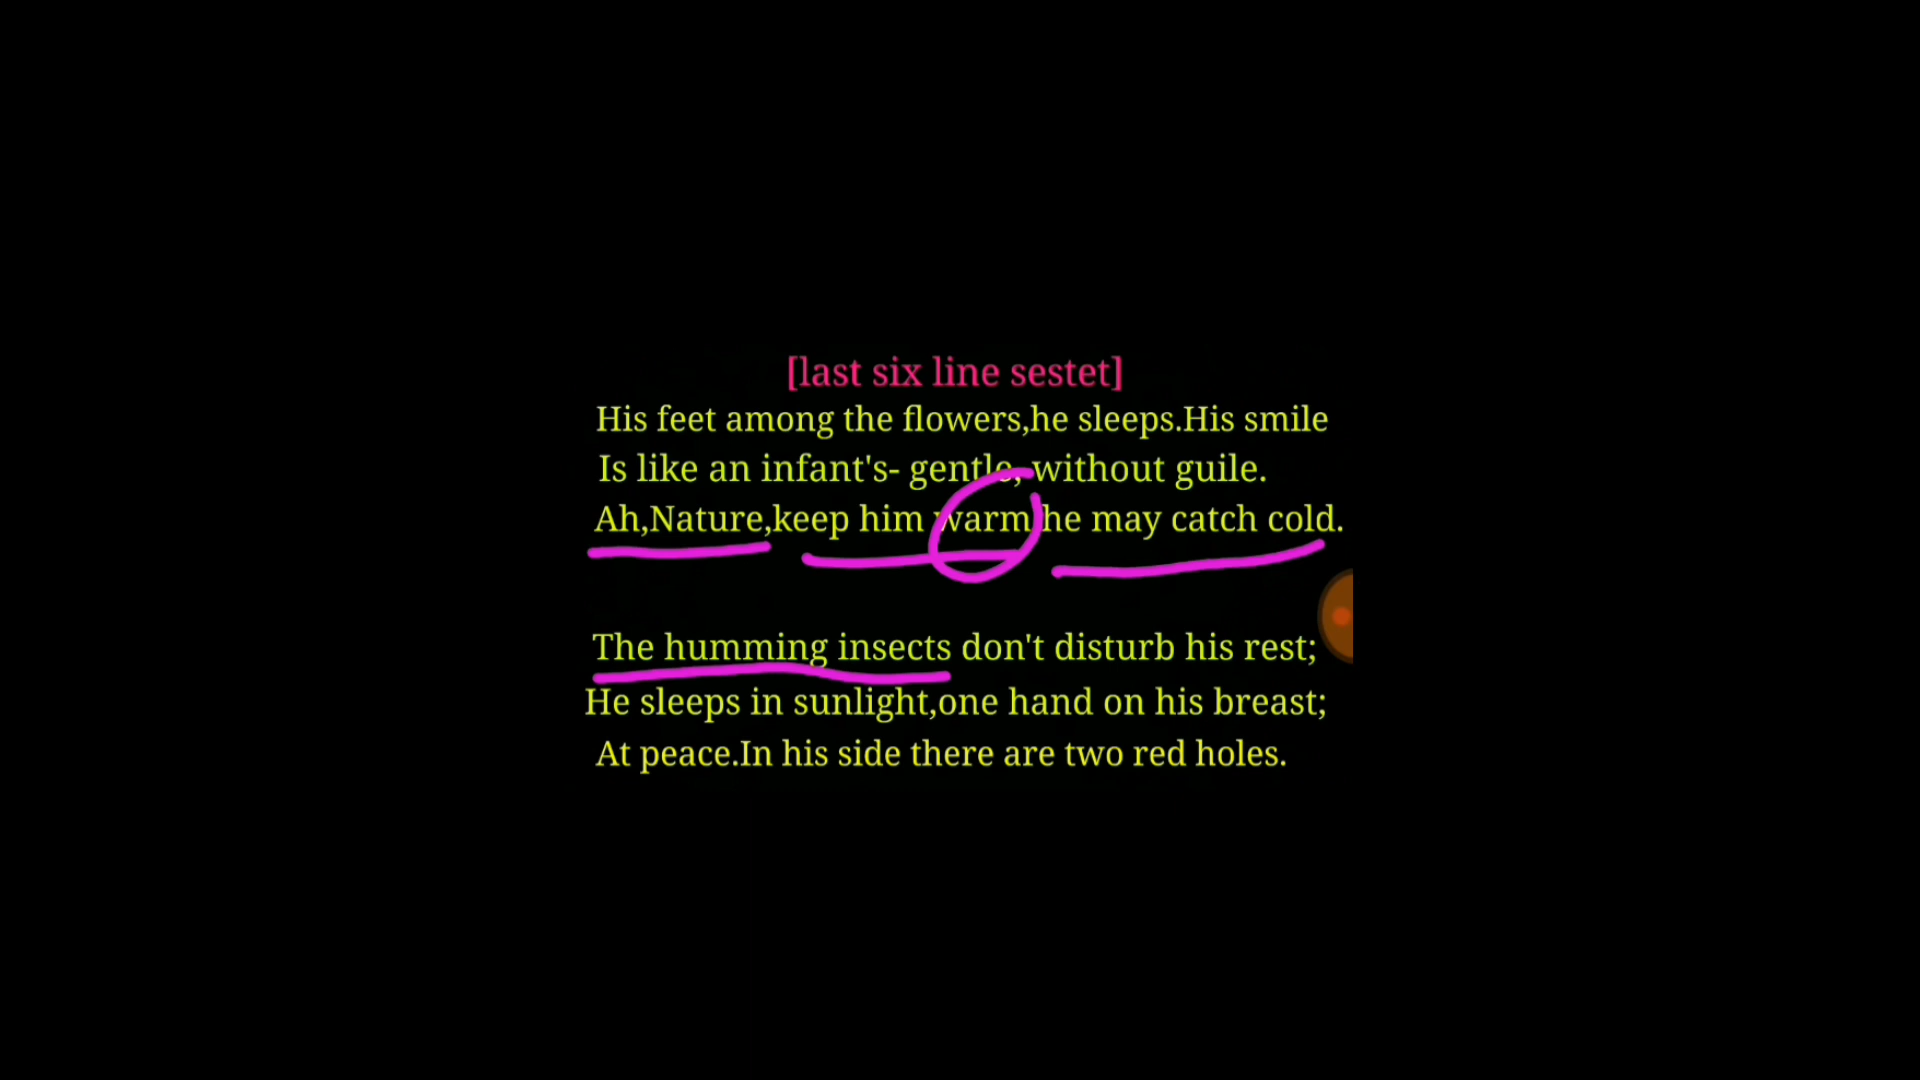 [last six line sestet]
His feet among the flowers,he sleeps.His smile
Is like an infant's- gentle, without guile.
Ah,Nature,keep him warm he may catch cold.
The humming insects don't disturb his rest;
He sleeps in sunlight,one hand on his breast;
At peace.In his side there are two red holes.